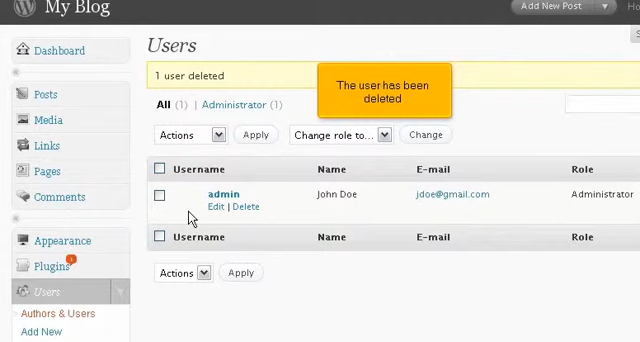 My Blog
Add New Post
Dashboard
Posts
Media
Links
Pages
Comments
Appearance
Plugins 1
Users
Authors & Users
Add New
Users
1 user deleted
The user has been
deleted
All (1) | Administrator (1)
Actions Apply Change role to... Change
Username Name E-mail Role
admin John Doe jdoe@gmail.com Administrator
Edit | Delete
Username Name E-mail Role
Actions Apply